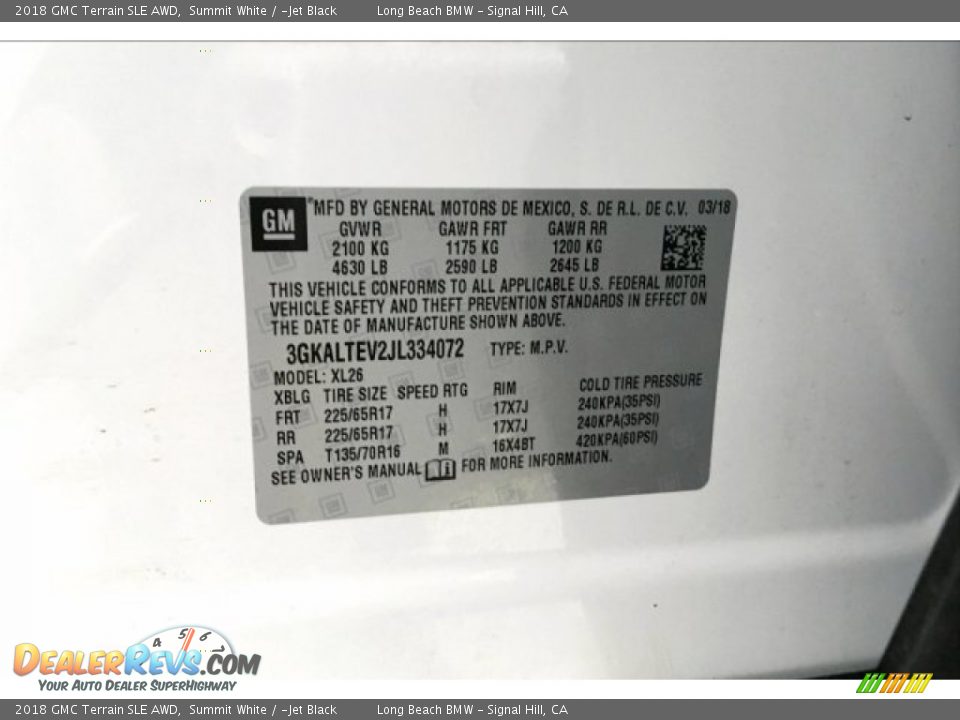 2018 GMC Terrain SLE AWD, Summit White / -Jet Black Long Beach BMW - Signal Hill, CA
GM
®MFD BY GENERAL MOTORS DE MEXICO, S. DE R.L. DE C.V. 03/18
GVWR GAWR FRT GAWR RR
2100 KG 1175 KG 1200 KG
4630 LB 2590 LB 2645 LB
THIS VEHICLE CONFORMS TO ALL APPLICABLE U.S. FEDERAL MOTOR
VEHICLE SAFETY AND THEFT PREVENTION STANDARDS IN EFFECT ON
THE DATE OF MANUFACTURE SHOWN ABOVE.
3GKALTEV2JL334072 TYPE: M.P.V.
MODEL: XL26
XBLG TIRE SIZE SPEED RTG RIM COLD TIRE PRESSURE
FRT 225/65R17 H 17X7J 240KPA(35PSI)
RR 225/65R17 H 17X7J 240KPA(35PSI)
SPA T135/70R16 M 16X4BT 420KPA(60PSI)
SEE OWNER'S MANUAL FOR MORE INFORMATION.
4 5 6
DealerRevs.com
Your Auto Dealer SuperHighway
2018 GMC Terrain SLE AWD, Summit White / -Jet Black Long Beach BMW - Signal Hill, CA